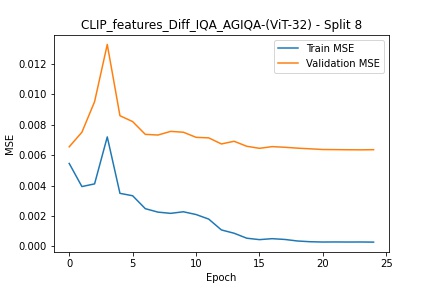 CLIP_features_Diff_IQA_AGIQA-(ViT-32) - Split 8
Train MSE
Validation MSE
MSE
0.012
0.010
0.008
0.006
0.004
0.002
0.000
0 5 10 15 20 25
Epoch